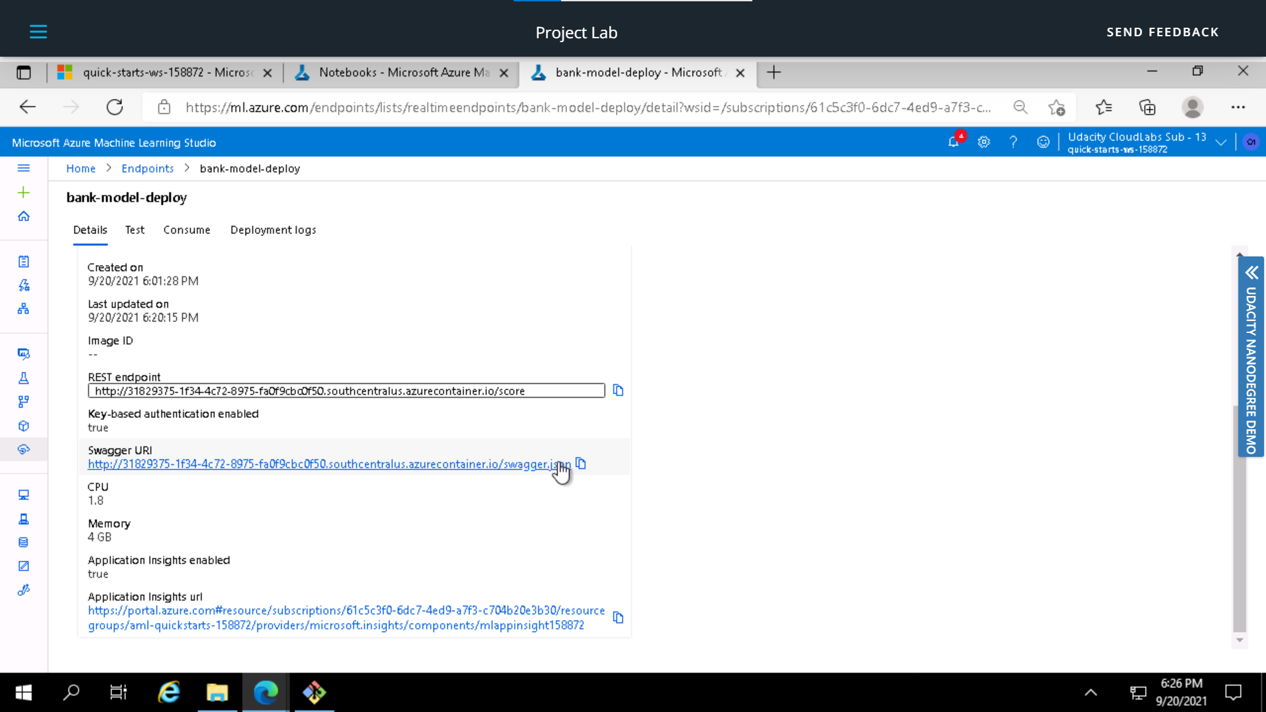 Project Lab
SEND FEEDBACK
quick-starts-ws-158872 - Micros
Notebooks - Microsoft Azure Ma
bank-model-deploy - Microsoft
https://ml.azure.com/endpoints/lists/realtimeendpoints/bank-model-deploy/detail?wsid=/subscriptions/61c5c3f0-6dc7-4ed9-a7f3-c...
Microsoft Azure Machine Learning Studio
4
Udacity CloudLabs Sub - 13
quick-starts-ws-158872
Home > Endpoints > bank-model-deploy
bank-model-deploy
Details Test Consume Deployment logs
Created on
9/20/2021 6:01:28 PM
Last updated on
9/20/2021 6:20:15 PM
Image ID
--
REST endpoint
http://31829375-1f34-4c72-8975-fa0f9cbc0f50.southcentralus.azurecontainer.io/score
Key-based authentication enabled
true
Swagger URI
http://31829375-1f34-4c72-8975-fa0f9cbc0f50.southcentralus.azurecontainer.io/swagger.json
CPU
1.8
Memory
4 GB
Application Insights enabled
true
Application Insights url
https://portal.azure.com#resource/subscriptions/61c5c3f0-6dc7-4ed9-a7f3-c704b20e3b30/resource
groups/aml-quickstarts-158872/providers/microsoft.insights/components/mlappinsight158872
UDACITY NANODEGREE DEMO
6:26 PM
9/20/2021